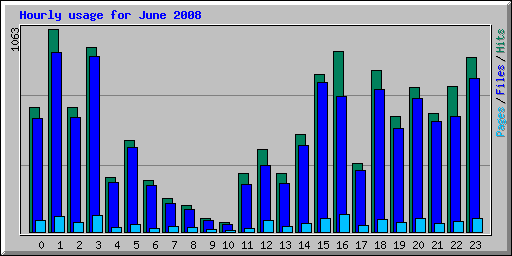 Hourly usage for June 2008
1063
Pages / Files / Hits
0 1 2 3 4 5 6 7 8 9 10 11 12 13 14 15 16 17 18 19 20 21 22 23